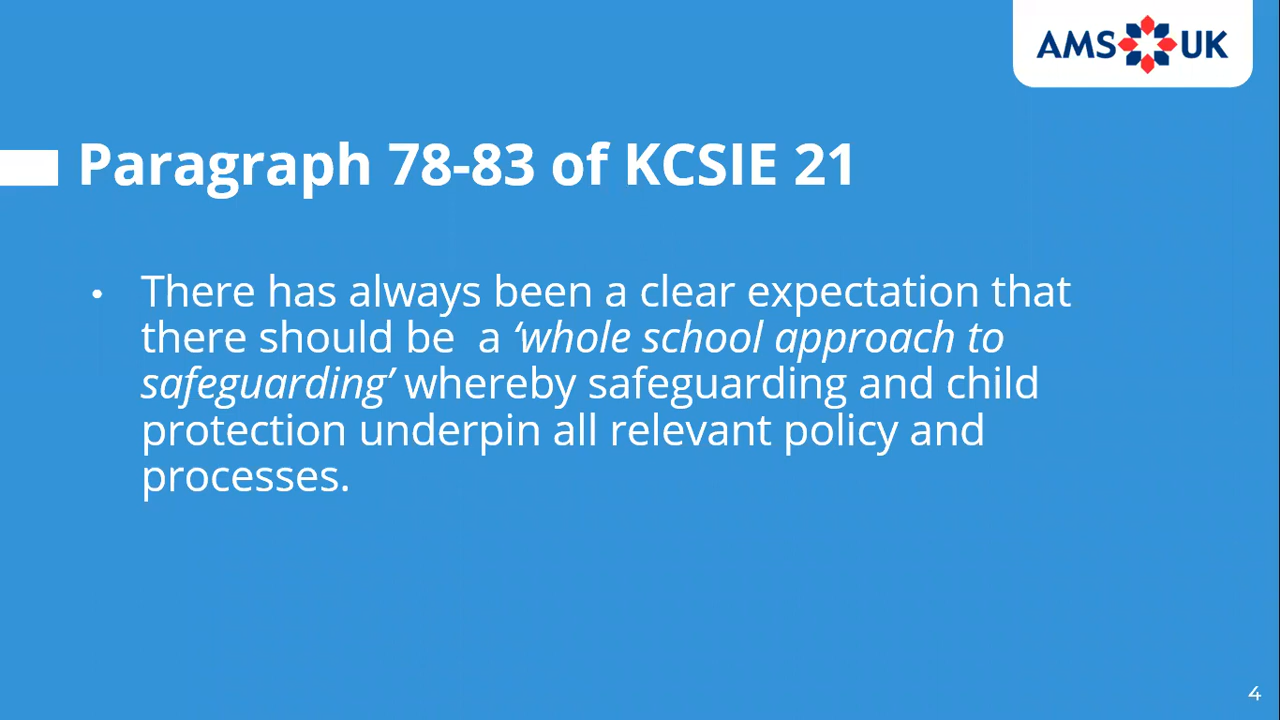 AMS UK
Paragraph 78-83 of KCSIE 21
• There has always been a clear expectation that
there should be  a ‘whole school approach to
safeguarding’ whereby safeguarding and child
protection underpin all relevant policy and
processes.
4